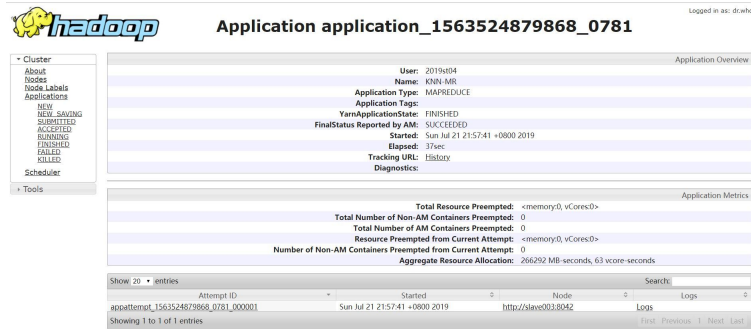 Logged in as: dr.who
hadoop
Application application_1563524879868_0781
Cluster
About
Nodes
Node Labels
Applications
NEW
NEW_SAVING
SUBMITTED
ACCEPTED
RUNNING
FINISHED
FAILED
KILLED
Scheduler
Tools
Application Overview
User: 2019st04
Name: KNN-MR
Application Type: MAPREDUCE
Application Tags:
YarnApplicationState: FINISHED
FinalStatus Reported by AM: SUCCEEDED
Started: Sun Jul 21 21:57:41 +0800 2019
Elapsed: 37sec
Tracking URL: History
Diagnostics:
Application Metrics
Total Resource Preempted: <memory:0, vCores:0>
Total Number of Non-AM Containers Preempted: 0
Total Number of AM Containers Preempted: 0
Resource Preempted from Current Attempt: <memory:0, vCores:0>
Number of Non-AM Containers Preempted from Current Attempt: 0
Aggregate Resource Allocation: 266292 MB-seconds, 63 vcore-seconds
Show 20 entries Search:
Attempt ID Started Node Logs
appattempt_1563524879868_0781_000001 Sun Jul 21 21:57:41 +0800 2019 http://slave003:8042 Logs
Showing 1 to 1 of 1 entries First Previous 1 Next Last